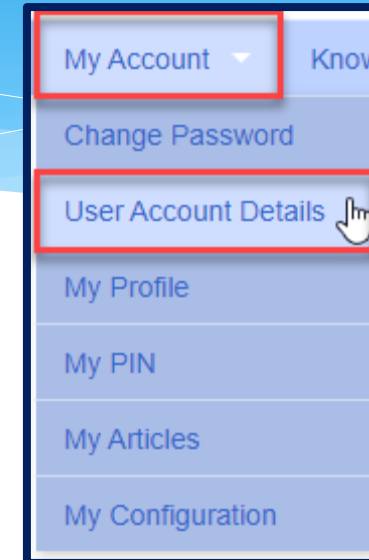 My Account
Change Password
User Account Details
My Profile
My PIN
My Articles
My Configuration